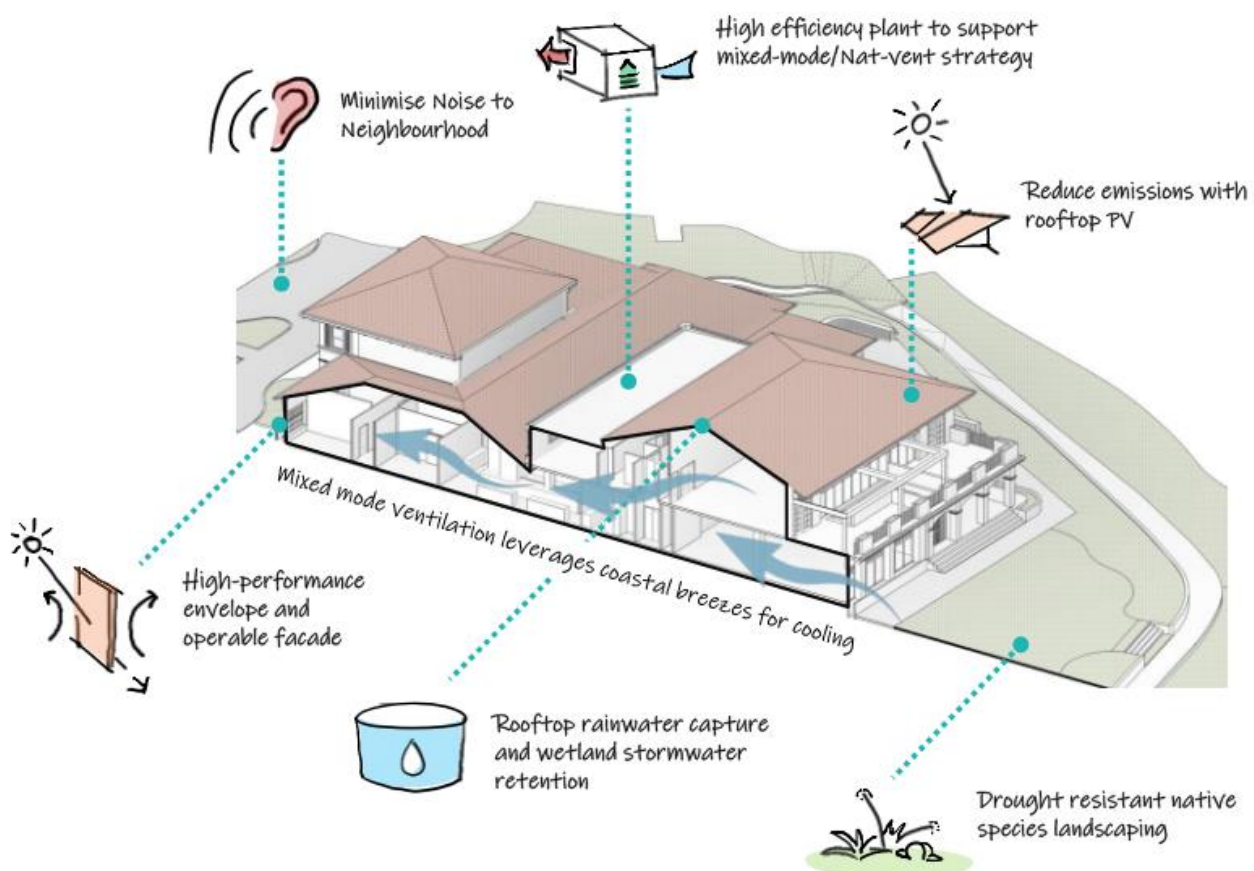 High efficiency plant to support
mixed-mode/Nat-vent strategy
Minimise Noise to
Neighbourhood
Reduce emissions with
rooftop PV
Mixed mode ventilation leverages coastal breezes for cooling
High-performance
envelope and
operable facade
Rooftop rainwater capture
and wetland stormwater
retention
Drought resistant native
species landscaping